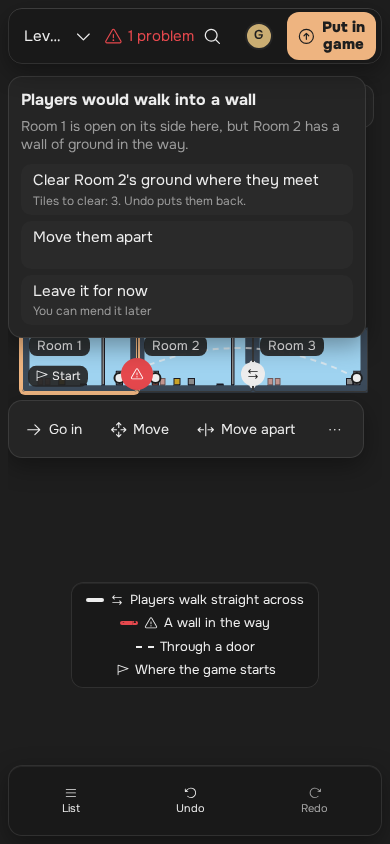 Lev...
1 problem
G
Put in
game
Players would walk into a wall
Room 1 is open on its side here, but Room 2 has a
wall of ground in the way.
Clear Room 2's ground where they meet
Tiles to clear: 3. Undo puts them back.
Move them apart
Leave it for now
You can mend it later
Room 1
Room 2
Room 3
Start
Go in
Move
Move apart
...
Players walk straight across
A wall in the way
Through a door
Where the game starts
List
Undo
Redo